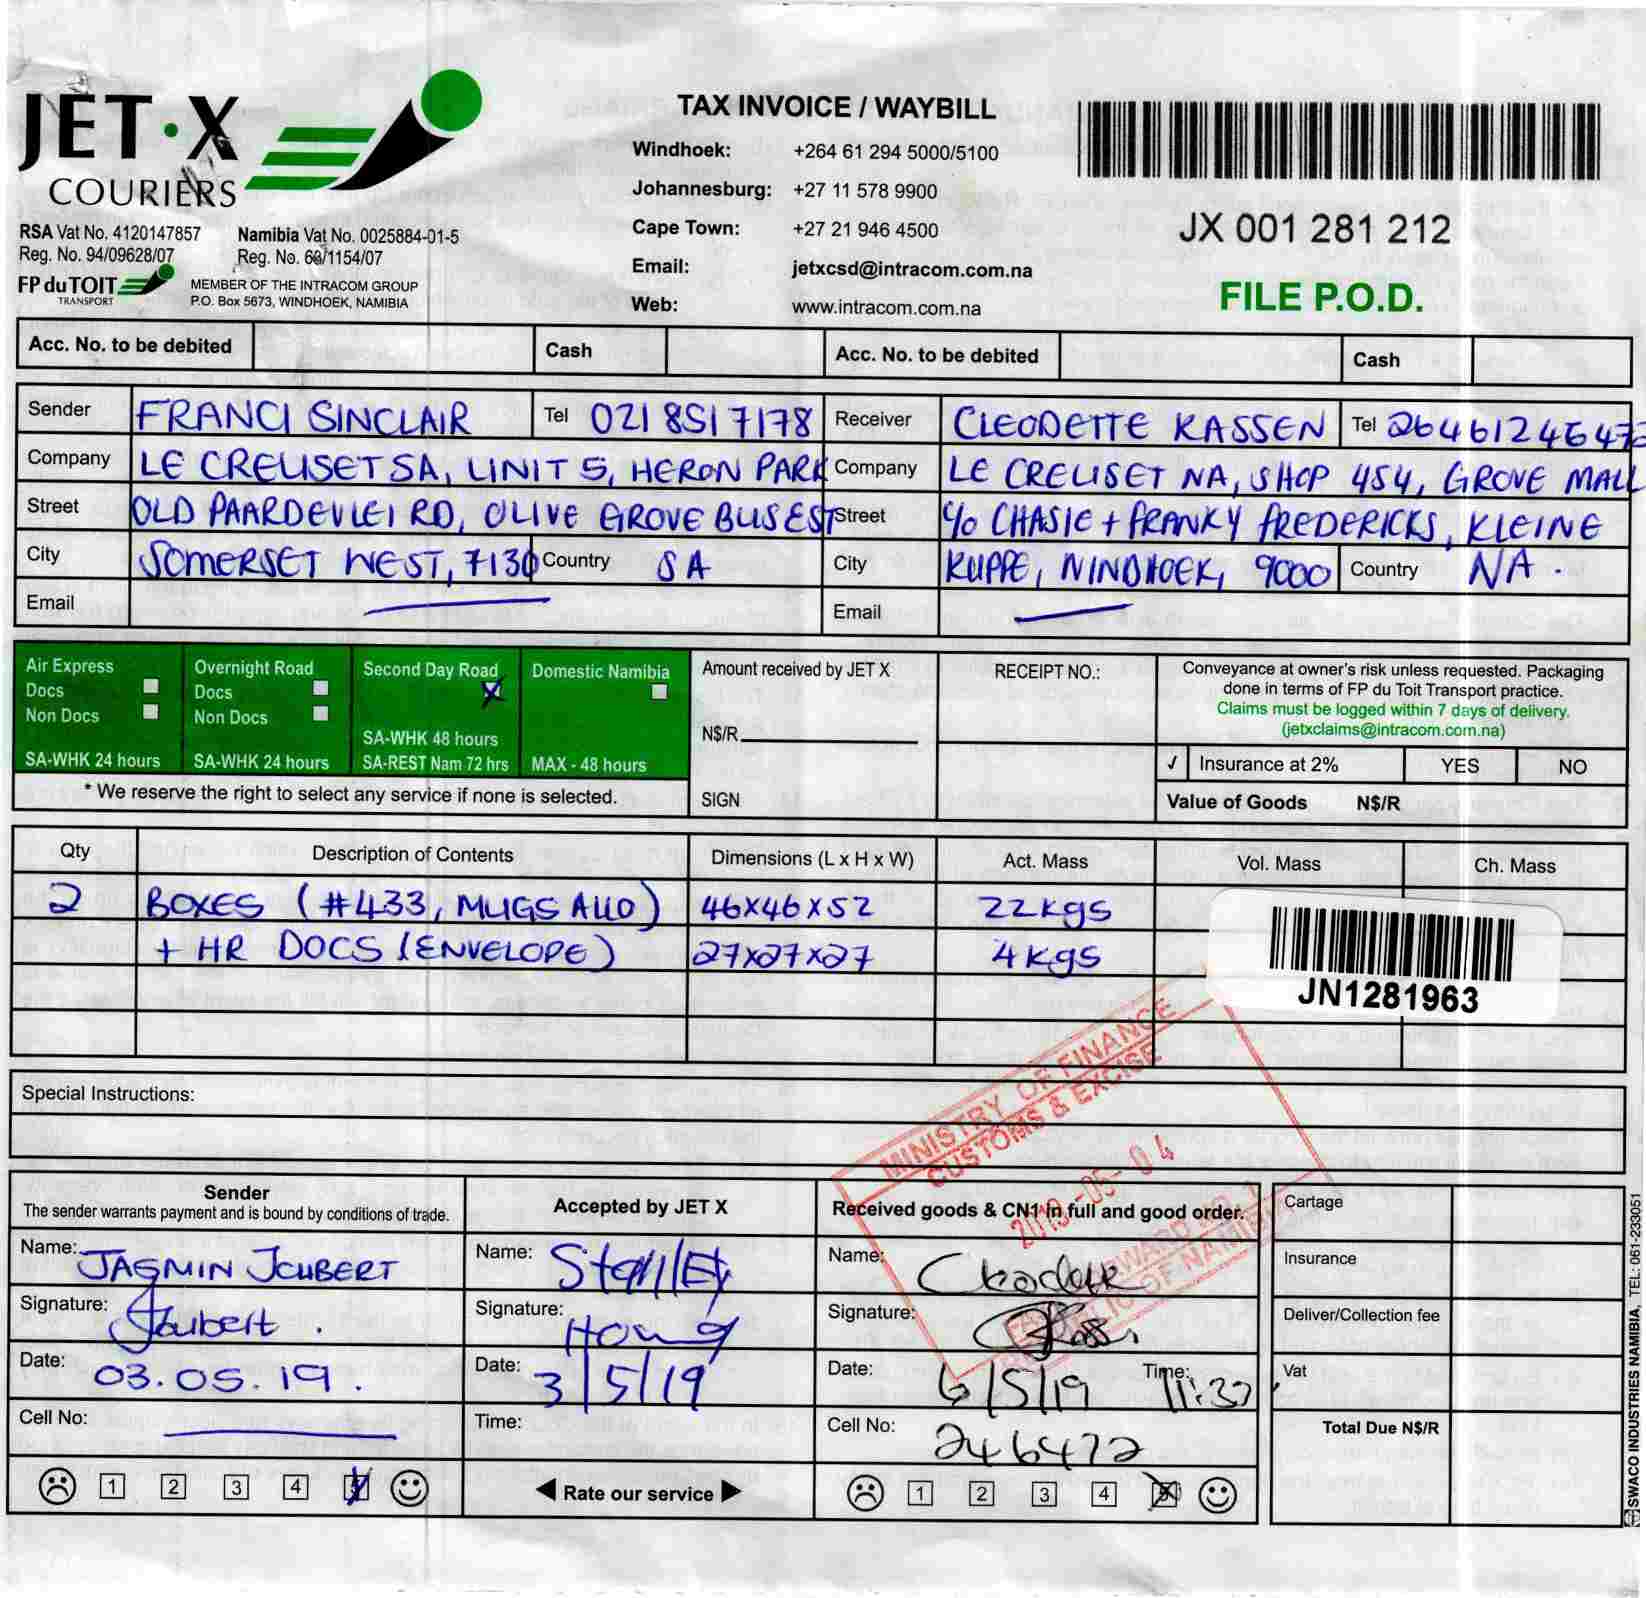 JET·X
COURIERS
RSA Vat No. 4120147857
Reg. No. 94/09628/07
Namibia Vat No. 0025884-01-5
Reg. No. 68/1154/07
FP du TOIT
TRANSPORT
MEMBER OF THE INTRACOM GROUP
P.O. Box 5673, WINDHOEK, NAMIBIA
TAX INVOICE / WAYBILL
Windhoek: +264 61 294 5000/5100
Johannesburg: +27 11 578 9900
Cape Town: +27 21 946 4500
Email: jetxcsd@intracom.com.na
Web: www.intracom.com.na
JX 001 281 212
FILE P.O.D.
Acc. No. to be debited Cash Acc. No. to be debited Cash
Sender FRANCI SINCLAIR Tel 021 8517178
Company LE CREUSET SA, UNIT 5, HERON PARK
Street OLD PAARDEVLEI RD, OLIVE GROVE BUS EST
City SOMERSET WEST, 7130 Country SA
Email
Receiver CLEODETTE KASSEN Tel 264612464
Company LE CREUSET NA, SHOP 454, GROVE MALL
Street C/O CHASIE + FRANKY FREDERICKS, KLEINE
City KUPPE, WINDHOEK, 9000 Country NA.
Email
Air Express
Docs
Non Docs
SA-WHK 24 hours
Overnight Road
Docs
Non Docs
SA-WHK 24 hours
Second Day Road
SA-WHK 48 hours
SA-REST Nam 72 hrs
Domestic Namibia
MAX - 48 hours
* We reserve the right to select any service if none is selected.
Amount received by JET X
N$/R
SIGN
RECEIPT NO.:
Conveyance at owner's risk unless requested. Packaging
done in terms of FP du Toit Transport practice.
Claims must be logged within 7 days of delivery.
(jetxclaims@intracom.com.na)
√ Insurance at 2% YES NO
Value of Goods N$/R
Qty Description of Contents Dimensions (L x H x W) Act. Mass Vol. Mass Ch. Mass
2 BOXES (#433, MUGS ALLO) 46x46x52 22kgs
+ HR DOCS (ENVELOPE) 27x27x27 4kgs
JN1281963
Special Instructions:
MINISTRY OF FINANCE
CUSTOMS & EXCISE
2019-05-04
Sender
The sender warrants payment and is bound by conditions of trade.
Name: JASMIN JOUBERT
Signature: Joubert.
Date: 03.05.19.
Cell No:
1 2 3 4 5
Accepted by JET X
Name: Stanley
Signature:
Date: 3/5/19
Time:
Rate our service
Received goods & CN1 in full and good order.
Name:
Signature:
Date: 6/5/19 Time: 11:37
Cell No: 246472
1 2 3 4 5
Cartage
Insurance
Deliver/Collection fee
Vat
Total Due N$/R
SWACO INDUSTRIES NAMIBIA. TEL: 061-233051